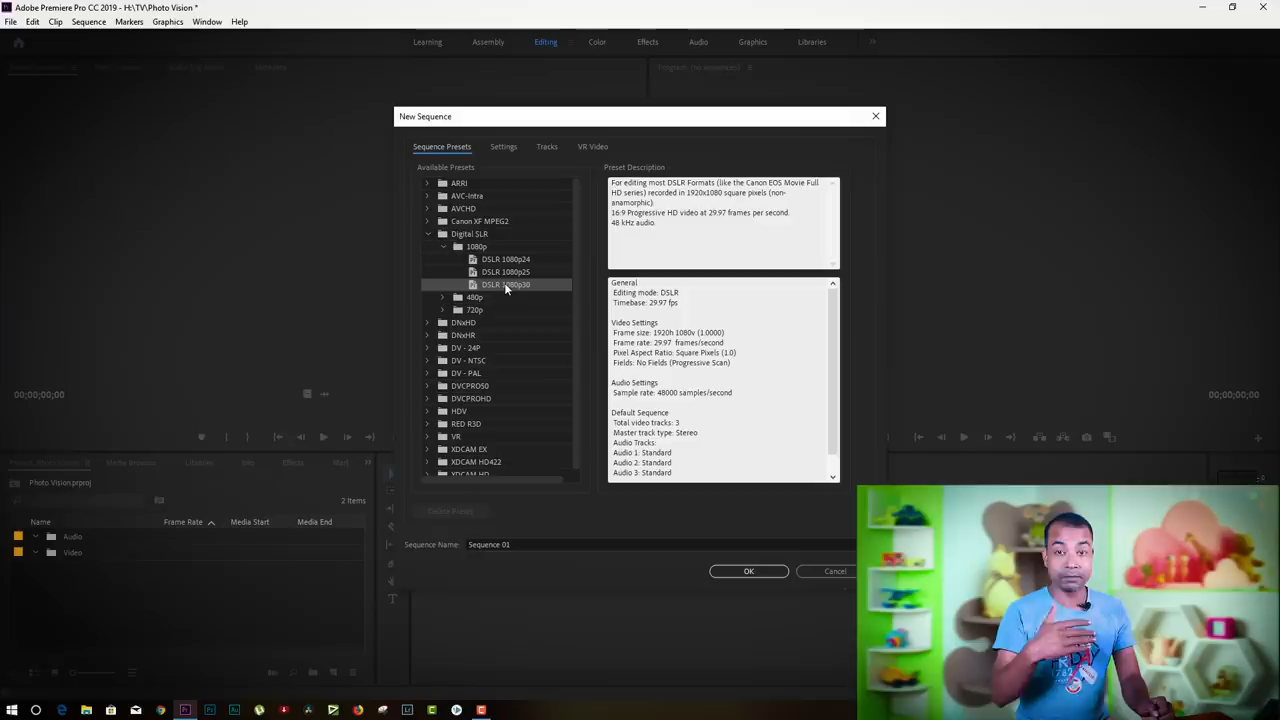 Adobe Premiere Pro CC 2019 - H:\TV\Photo Vision *
File Edit Clip Sequence Markers Graphics Window Help
Learning Assembly Editing Color Effects Audio Graphics Libraries
New Sequence
Sequence Presets Settings Tracks VR Video
Available Presets
ARRI
AVC-Intra
AVCHD
Canon XF MPEG2
Digital SLR
1080p
DSLR 1080p24
DSLR 1080p25
DSLR 1080p30
480p
720p
DNxHD
DNxHR
DV - 24P
DV - NTSC
DV - PAL
DVCPRO50
DVCPROHD
HDV
RED R3D
VR
XDCAM EX
XDCAM HD422
XDCAM HD
Preset Description
For editing most DSLR Formats (like the Canon EOS Movie Full
HD series) recorded in 1920x1080 square pixels (non-
anamorphic).
16:9 Progressive HD video at 29.97 frames per second.
48 kHz audio.
General
Editing mode: DSLR
Timebase: 29.97 fps
Video Settings
Frame size: 1920h 1080v (1.0000)
Frame rate: 29.97 frames/second
Pixel Aspect Ratio: Square Pixels (1.0)
Fields: No Fields (Progressive Scan)
Audio Settings
Sample rate: 48000 samples/second
Default Sequence
Total video tracks: 3
Master track type: Stereo
Audio Tracks:
Audio 1: Standard
Audio 2: Standard
Audio 3: Standard
Sequence Name: Sequence 01
OK Cancel
00;00;00;00
00;00;00;00
Media Browser Libraries Info Effects
Photo Vision.prproj
2 Items
Name Frame Rate Media Start Media End
Audio
Video